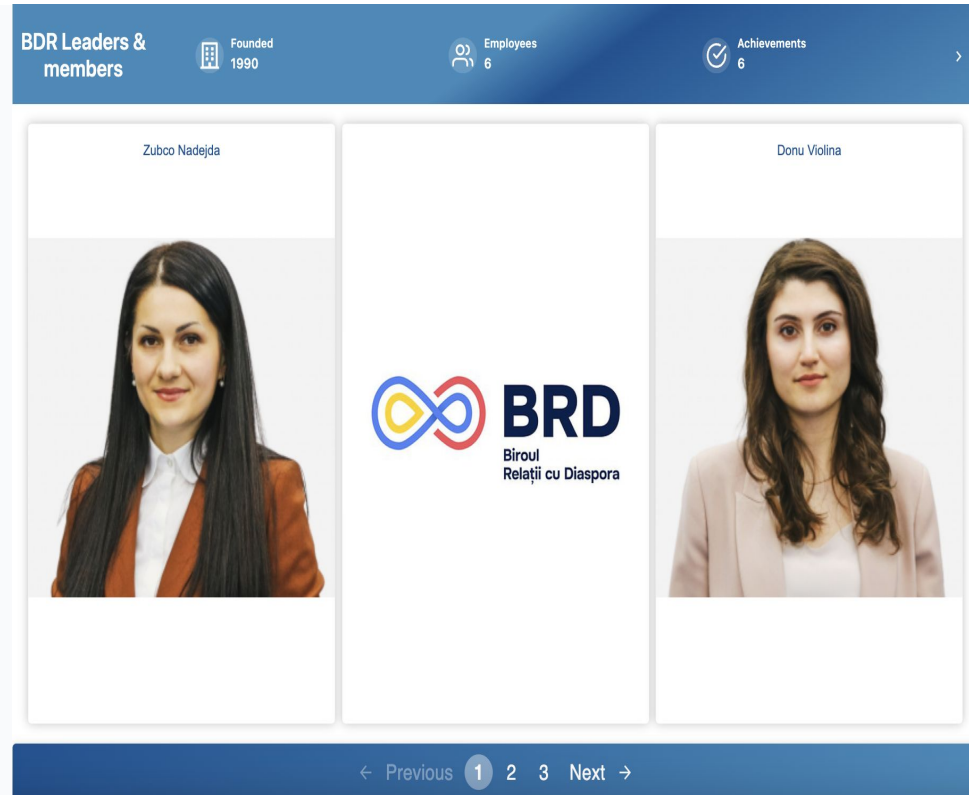 BDR Leaders &
members
Founded
1990
Employees
6
Achievements
6
Zubco Nadejda
BRD
Biroul
Relații cu Diaspora
Donu Violina
← Previous 1 2 3 Next →